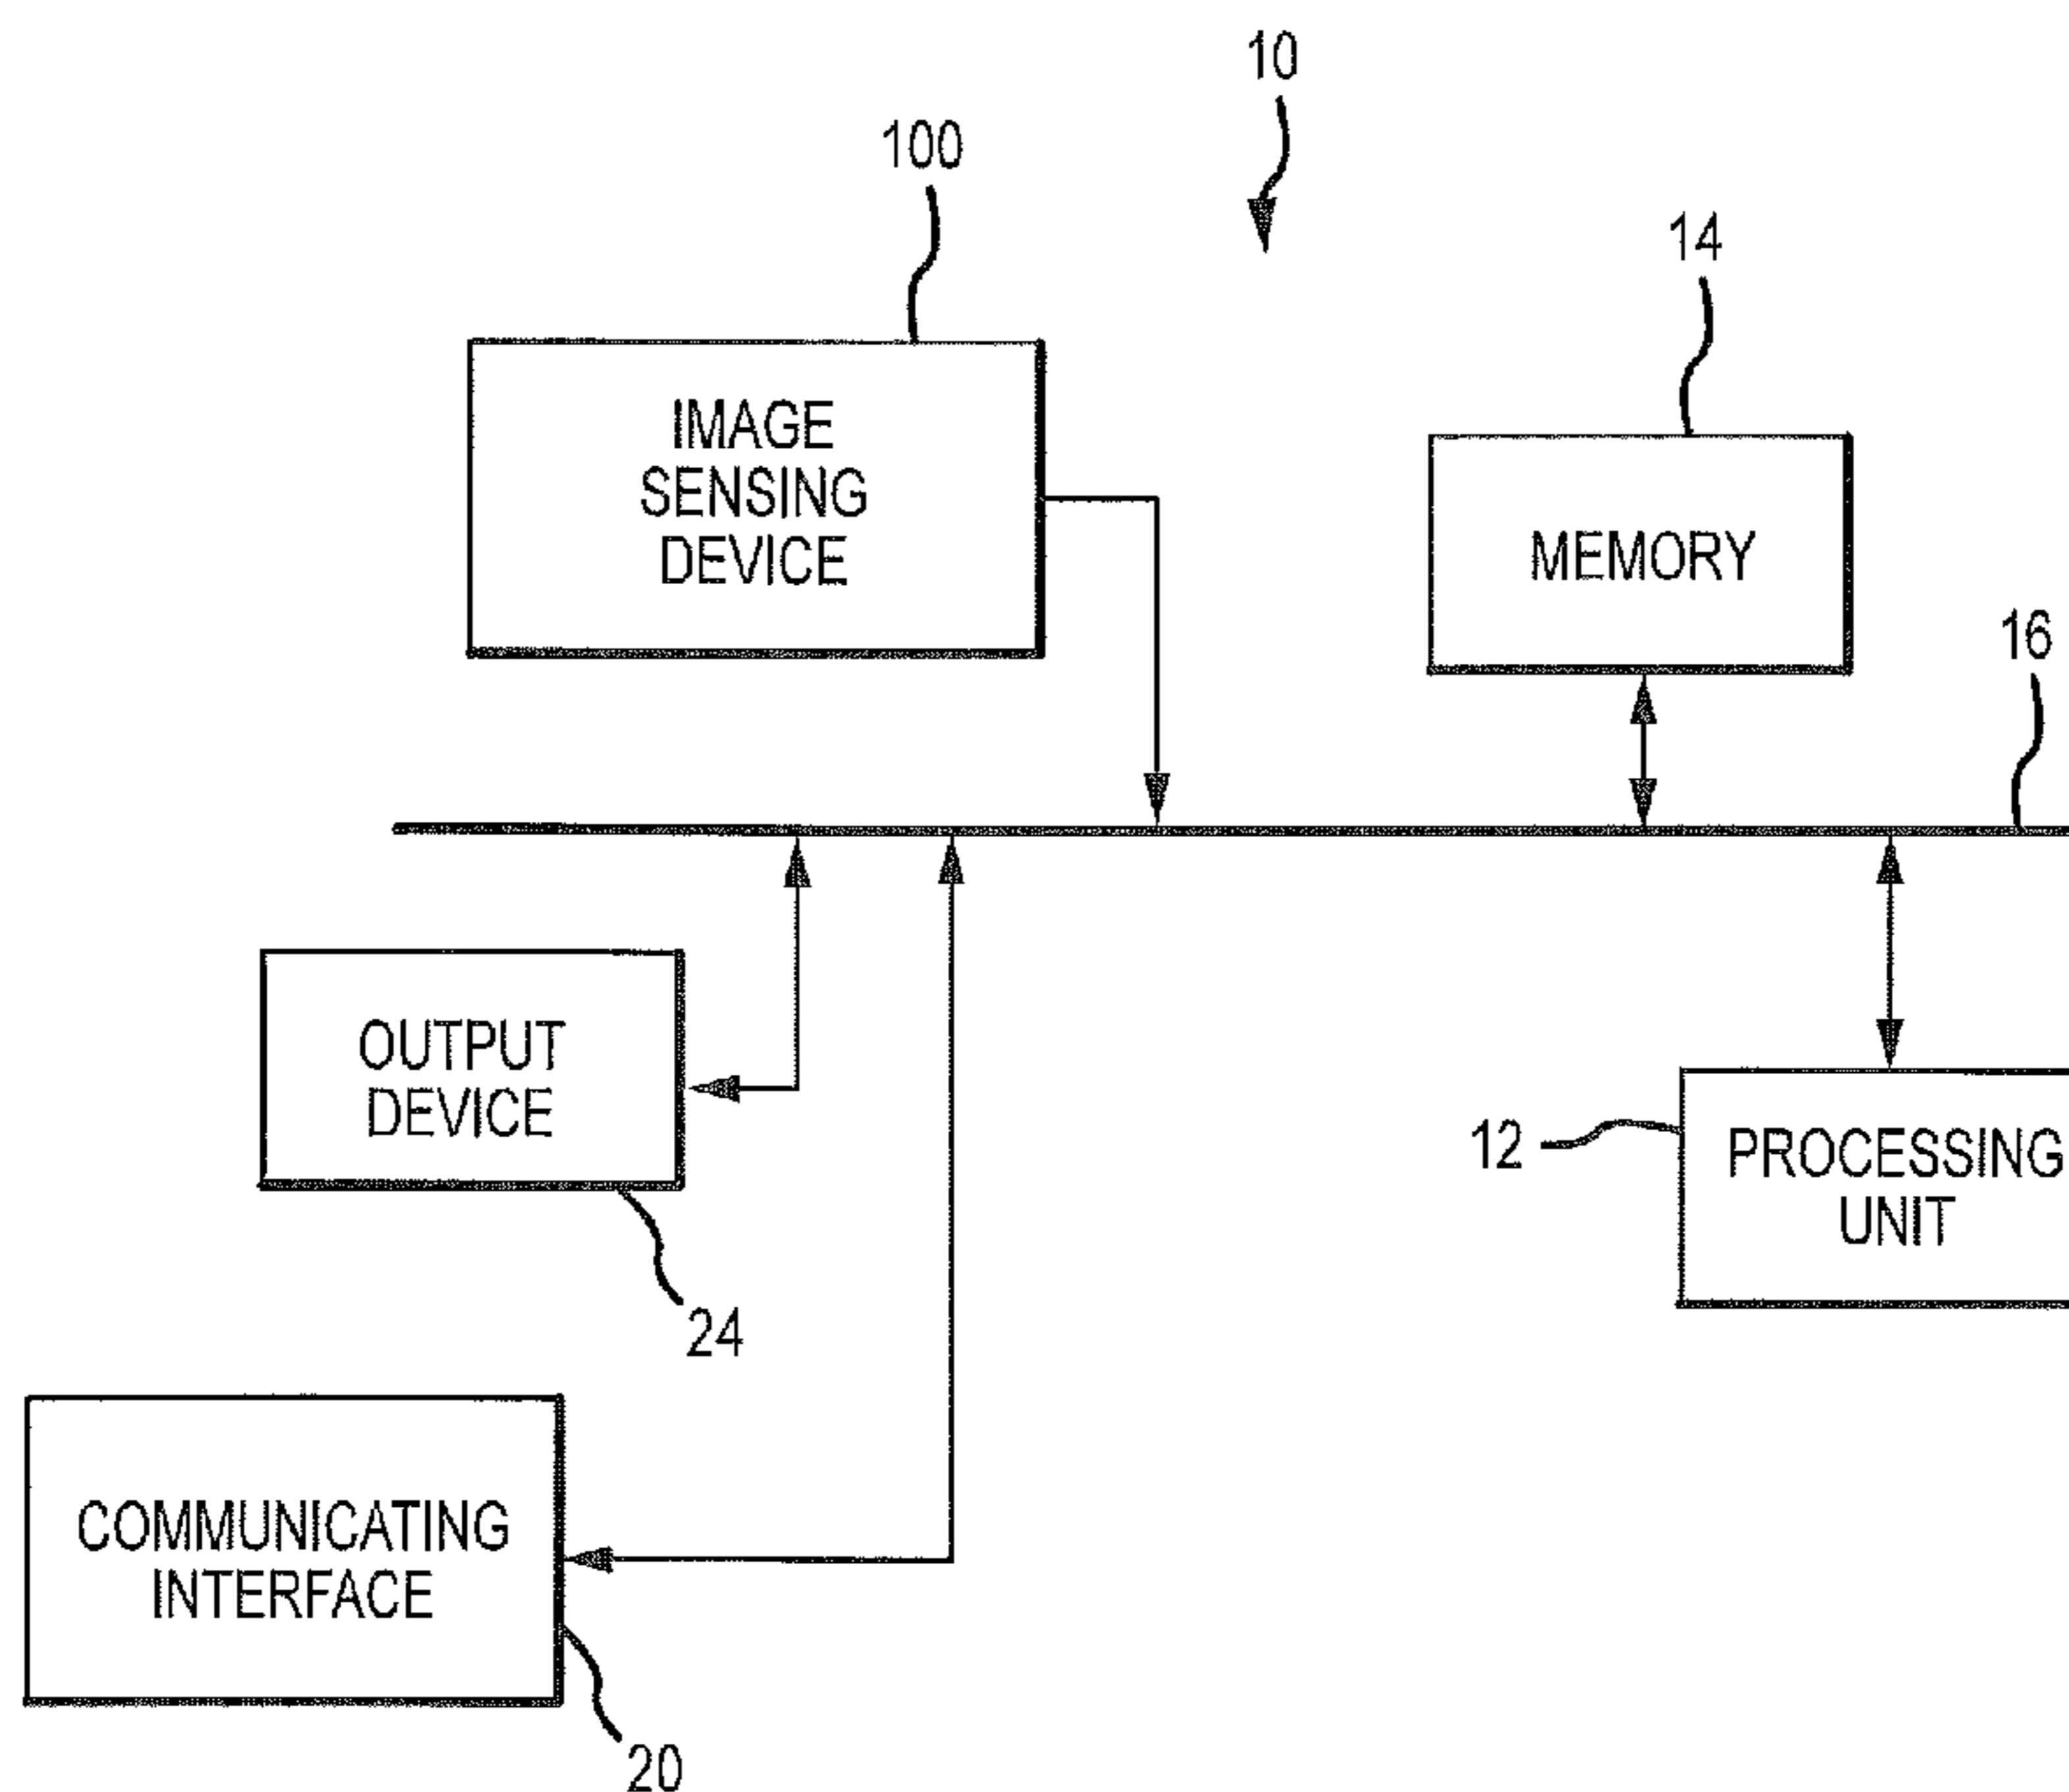 10
100
14
IMAGE
SENSING
DEVICE
MEMORY
16
OUTPUT
DEVICE
12
PROCESSING
UNIT
24
COMMUNICATING
INTERFACE
20